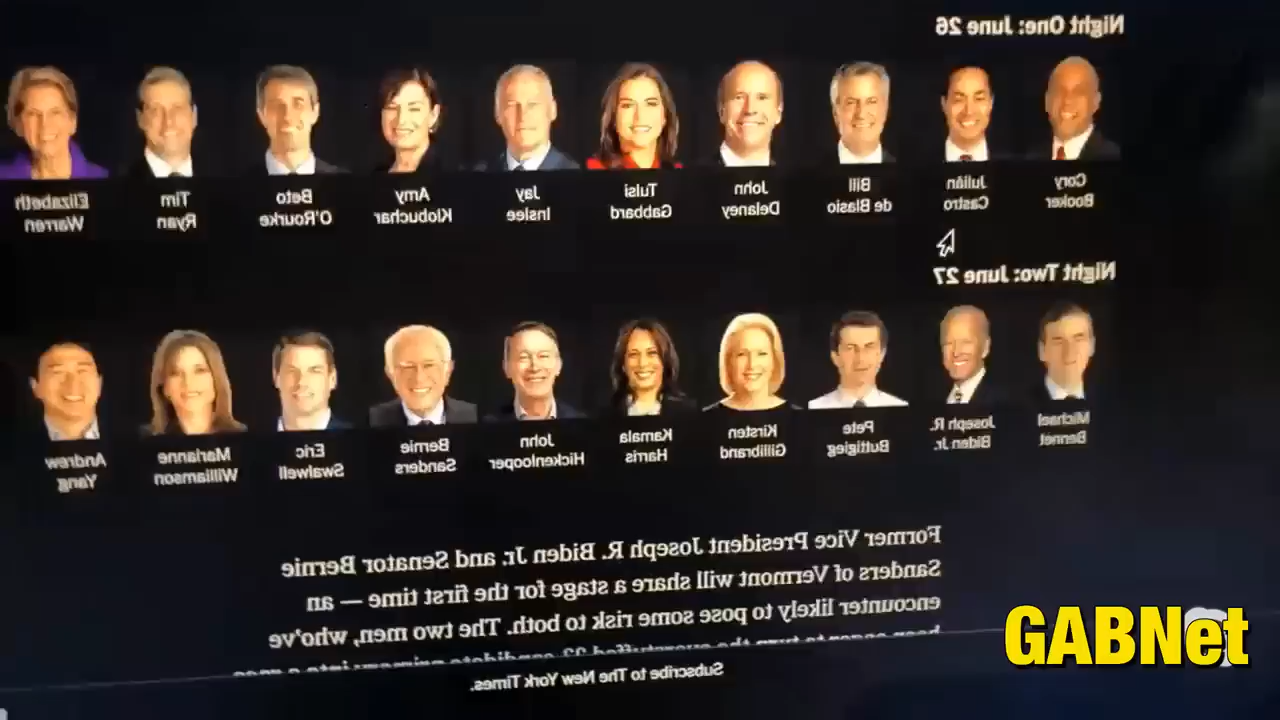 Night One: June 26
Cory
Booker
Julián
Castro
Bill
de Blasio
John
Delaney
Tulsi
Gabbard
Jay
Inslee
Amy
Klobuchar
Beto
O'Rourke
Tim
Ryan
Elizabeth
Warren
Night Two: June 27
Michael
Bennet
Joseph R.
Biden Jr.
Pete
Buttigieg
Kirsten
Gillibrand
Kamala
Harris
John
Hickenlooper
Bernie
Sanders
Eric
Swalwell
Marianne
Williamson
Andrew
Yang
Former Vice President Joseph R. Biden Jr. and Senator Bernie
Sanders of Vermont will share a stage for the first time — an
encounter likely to pose some risk to both. The two men, who've
Subscribe to The New York Times.
GABNet